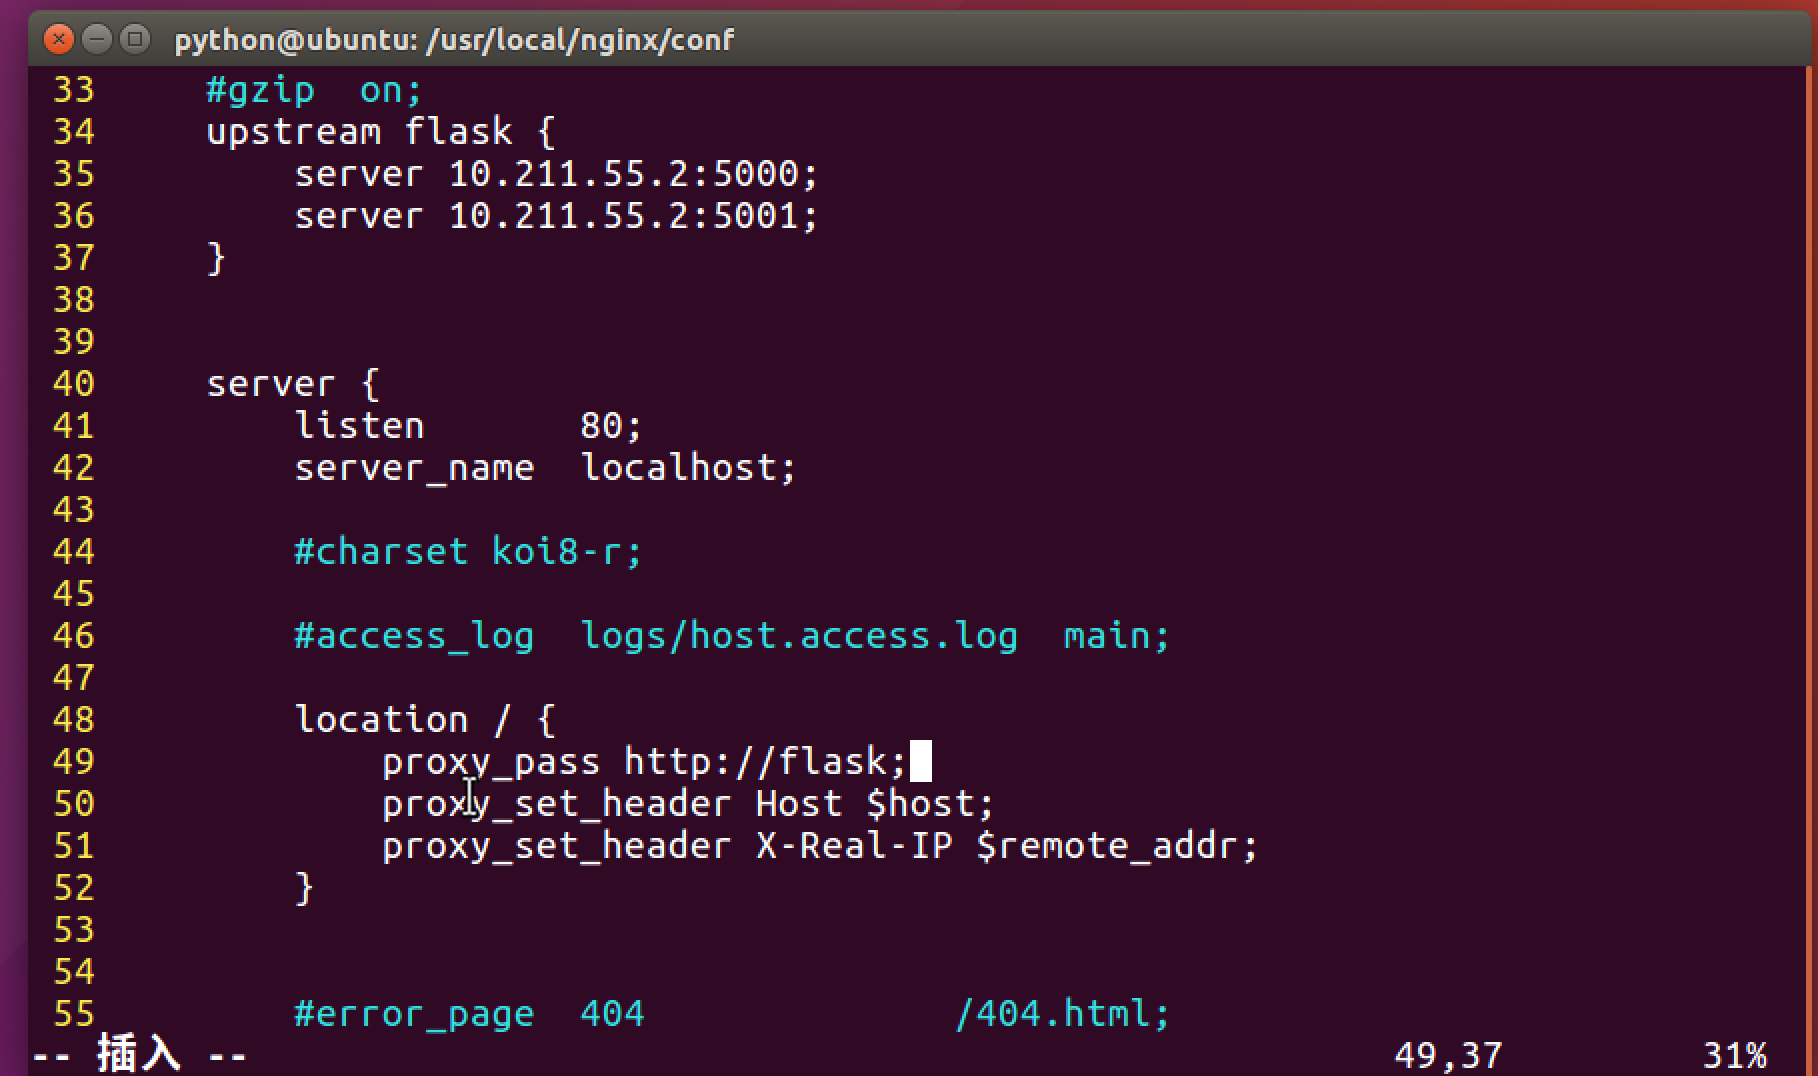 python@ubuntu: /usr/local/nginx/conf
33     #gzip  on;
34     upstream flask {
35         server 10.211.55.2:5000;
36         server 10.211.55.2:5001;
37     }
38
39
40     server {
41         listen       80;
42         server_name  localhost;
43
44         #charset koi8-r;
45
46         #access_log  logs/host.access.log  main;
47
48         location / {
49             proxy_pass http://flask;
50             proxy_set_header Host $host;
51             proxy_set_header X-Real-IP $remote_addr;
52         }
53
54
55         #error_page  404              /404.html;
-- 插入 -- 49,37 31%